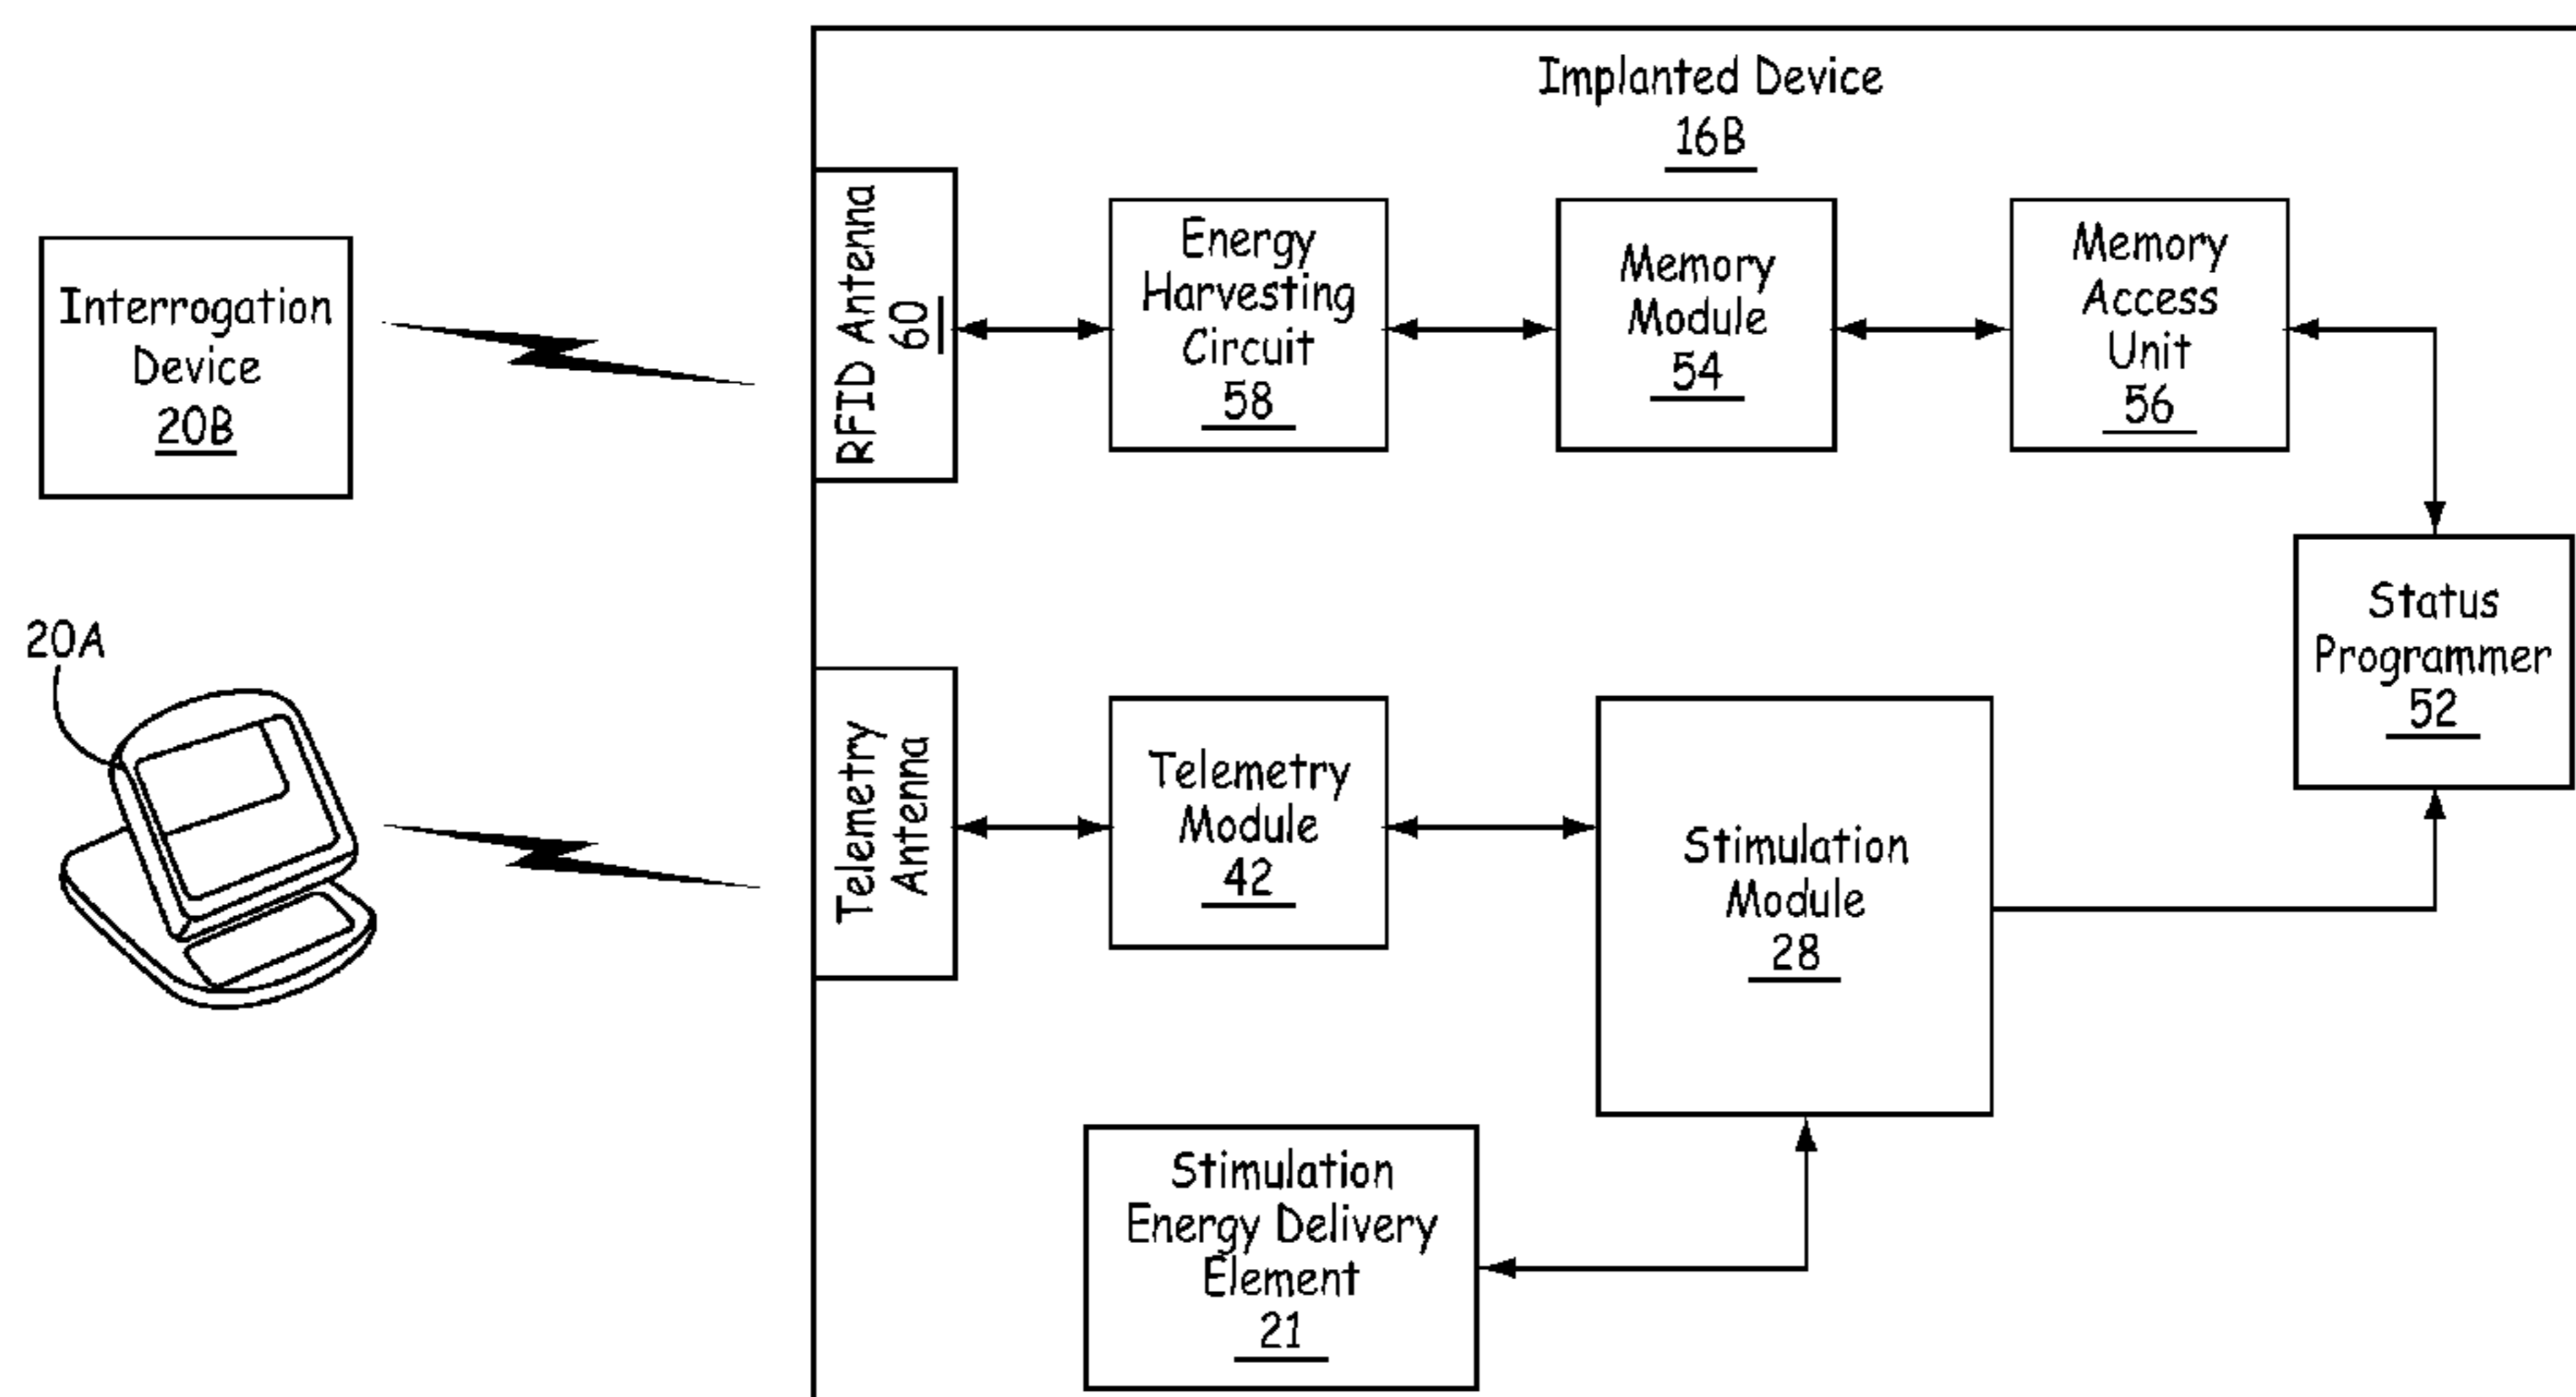 Implanted Device
16B
Interrogation
Device
20B
RFID Antenna
60
Energy
Harvesting
Circuit
58
Memory
Module
54
Memory
Access
Unit
56
Status
Programmer
52
20A
Telemetry
Antenna
Telemetry
Module
42
Stimulation
Module
28
Stimulation
Energy Delivery
Element
21